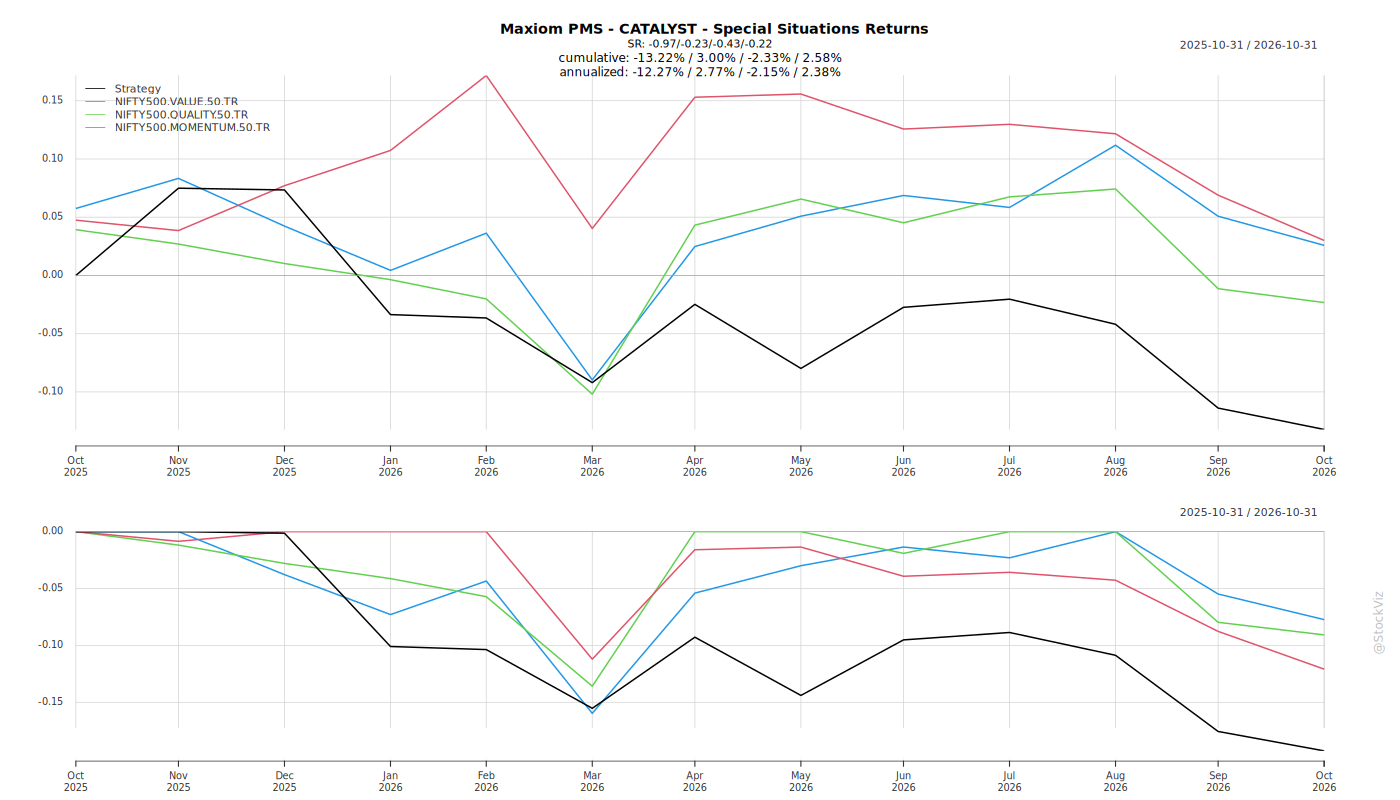 Maxiom PMS - CATALYST - Special Situations Returns
SR: -0.97/-0.23/-0.43/-0.22
cumulative: -13.22% / 3.00% / -2.33% / 2.58%
annualized: -12.27% / 2.77% / -2.15% / 2.38%
2025-10-31 / 2026-10-31
Strategy
NIFTY500.VALUE.50.TR
NIFTY500.QUALITY.50.TR
NIFTY500.MOMENTUM.50.TR
0.15
0.10
0.05
0.00
-0.05
-0.10
Oct Nov Dec Jan Feb Mar Apr May Jun Jul Aug Sep Oct
2025 2025 2025 2026 2026 2026 2026 2026 2026 2026 2026 2026 2026
2025-10-31 / 2026-10-31
0.00
-0.05
-0.10
-0.15
Oct Nov Dec Jan Feb Mar Apr May Jun Jul Aug Sep Oct
2025 2025 2025 2026 2026 2026 2026 2026 2026 2026 2026 2026 2026
@StockViz